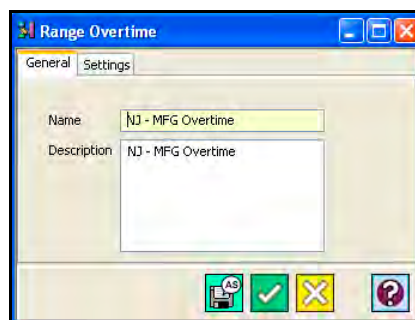 Range Overtime
General Settings
Name NJ - MFG Overtime
Description NJ - MFG Overtime
AS
?